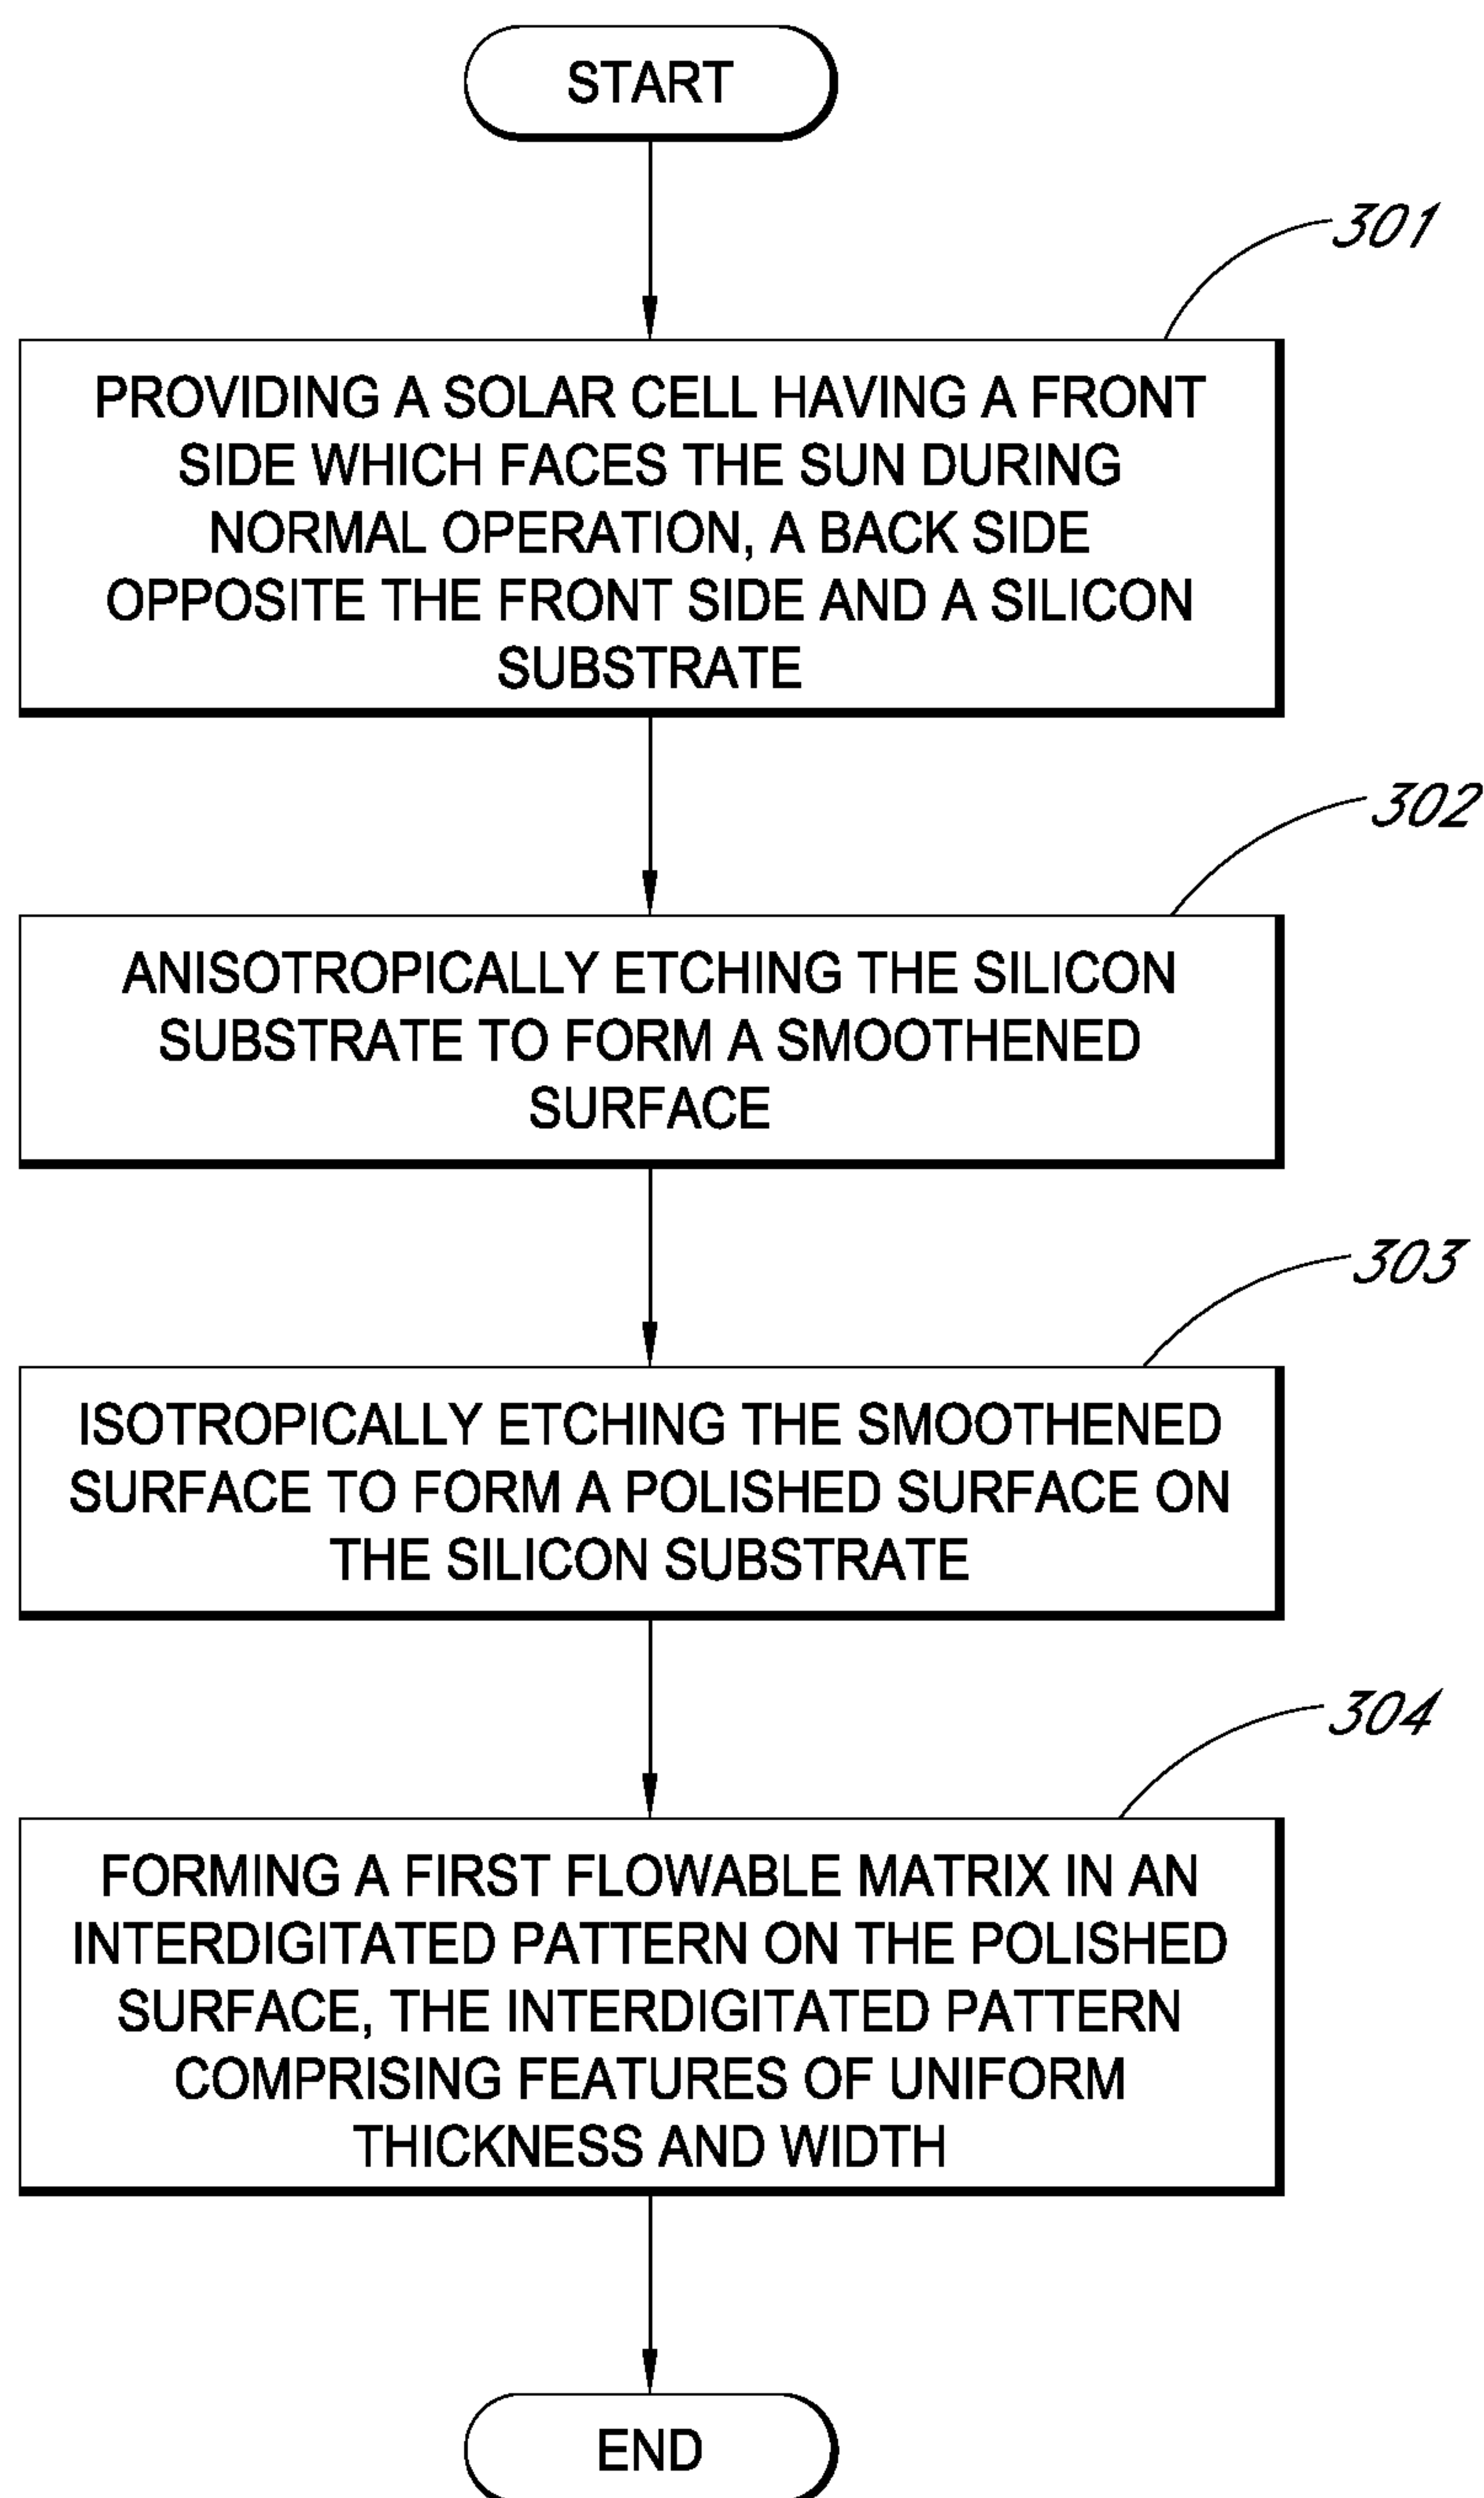 START
301
PROVIDING A SOLAR CELL HAVING A FRONT
SIDE WHICH FACES THE SUN DURING
NORMAL OPERATION, A BACK SIDE
OPPOSITE THE FRONT SIDE AND A SILICON
SUBSTRATE
302
ANISOTROPICALLY ETCHING THE SILICON
SUBSTRATE TO FORM A SMOOTHENED
SURFACE
303
ISOTROPICALLY ETCHING THE SMOOTHENED
SURFACE TO FORM A POLISHED SURFACE ON
THE SILICON SUBSTRATE
304
FORMING A FIRST FLOWABLE MATRIX IN AN
INTERDIGITATED PATTERN ON THE POLISHED
SURFACE, THE INTERDIGITATED PATTERN
COMPRISING FEATURES OF UNIFORM
THICKNESS AND WIDTH
END